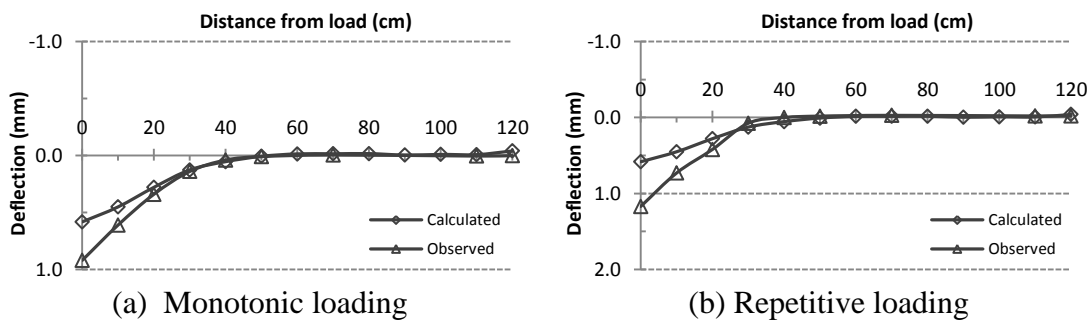 Distance from load (cm)
-1.0
0 20 40 60 80 100 120
0.0
1.0
Deflection (mm)
Calculated
Observed
(a) Monotonic loading
Distance from load (cm)
-1.0
0 20 40 60 80 100 120
0.0
1.0
2.0
Deflection (mm)
Calculated
Observed
(b) Repetitive loading